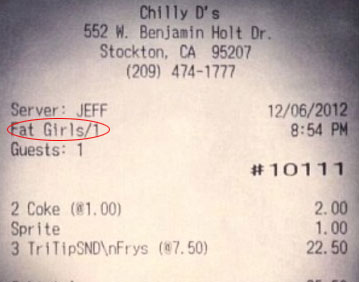 Chilly D's
552 W. Benjamin Holt Dr.
Stockton, CA 95207
(209) 474-1777
Server: JEFF 12/06/2012
Fat Girls/1 8:54 PM
Guests: 1
#10111
2 Coke (@1.00) 2.00
Sprite 1.00
3 TriTipSND\nFrys (@7.50) 22.50